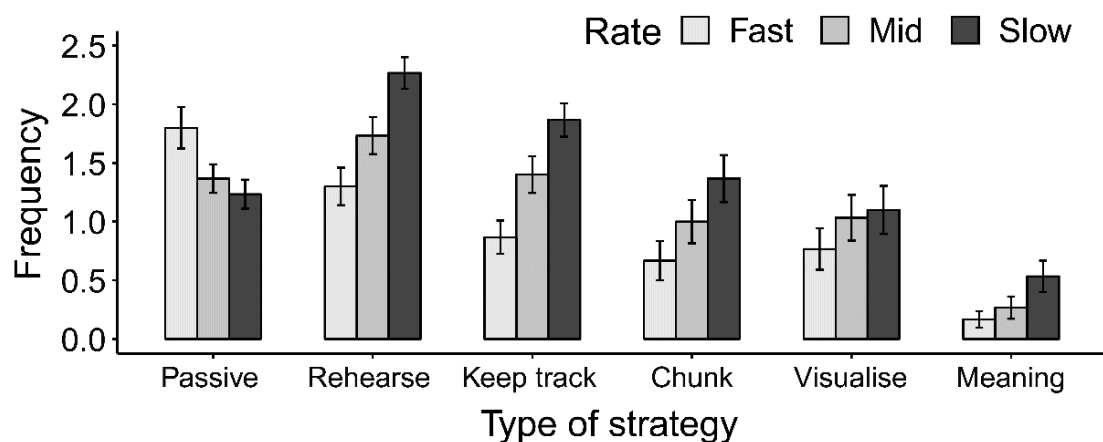 Rate Fast Mid Slow
2.5
2.0
1.5
1.0
0.5
0.0
Frequency
Passive Rehearse Keep track Chunk Visualise Meaning
Type of strategy